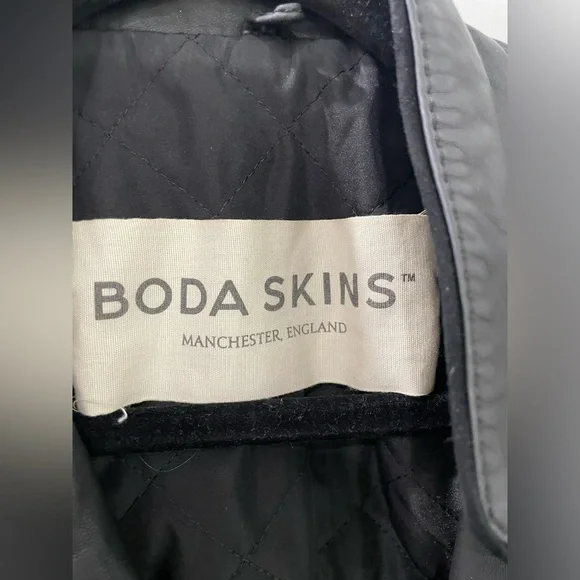 BODA SKINS™
MANCHESTER, ENGLAND